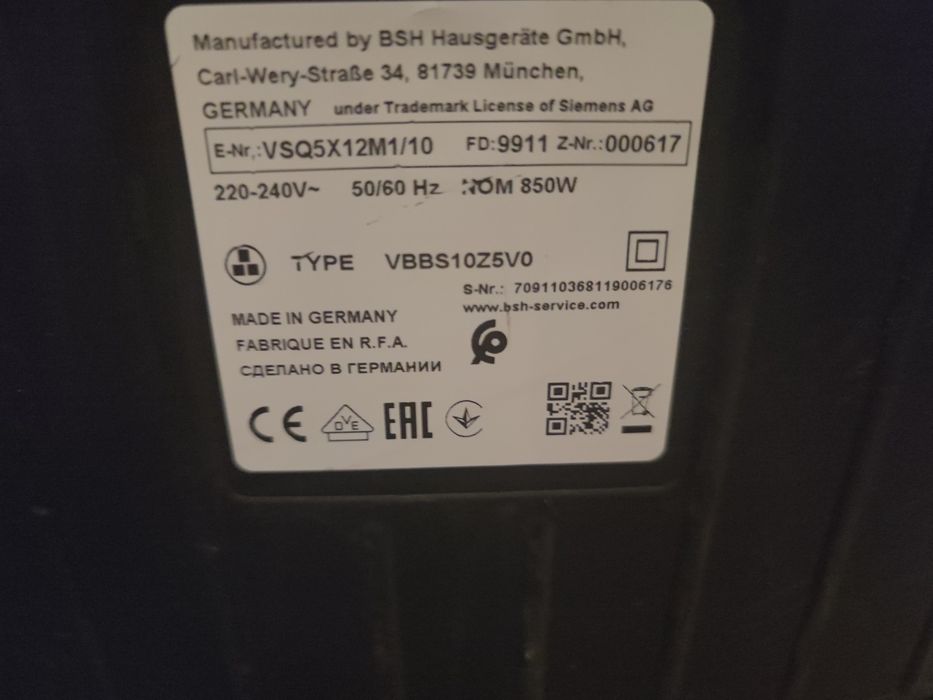 Manufactured by BSH Hausgeräte GmbH,
Carl-Wery-Straße 34, 81739 München,
GERMANY under Trademark License of Siemens AG
E-Nr,:VSQ5X12M1/10 FD:9911 Z-Nr.:000617
220-240V~ 50/60 Hz NOM 850W
TYPE VBBS10Z5V0
S-Nr.: 709110368119006176
www.bsh-service.com
MADE IN GERMANY
FABRIQUE EN R.F.A.
СДЕЛАНО В ГЕРМАНИИ
CE DVE EAC